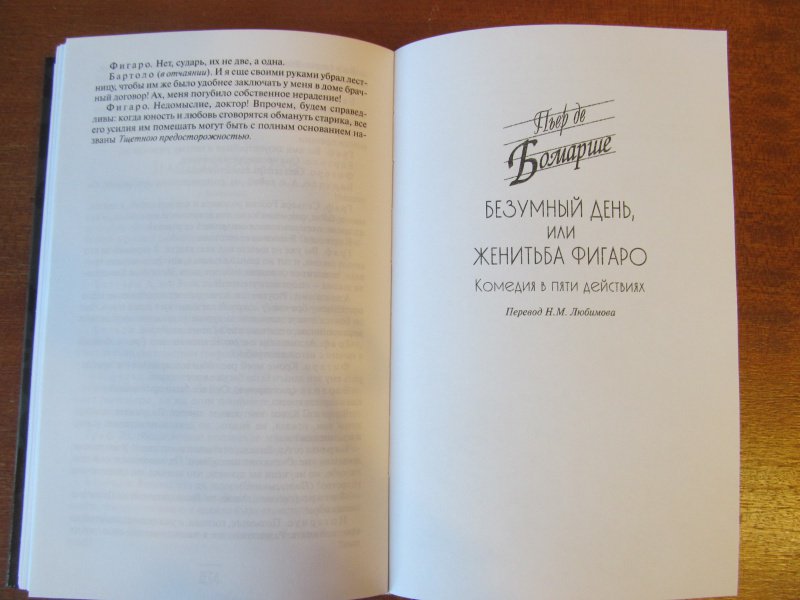 Фигаро. Нет, сударь, их не две, а одна.
Бартоло (в отчаянии). И я еще своими руками убрал лест-
ницу, чтобы им же было удобнее заключать у меня в доме брач-
ный договор! Ах, меня погубило собственное нерадение!
Фигаро. Недомыслие, доктор! Впрочем, будем справед-
ливы: когда юность и любовь сговорятся обмануть старика, все
его усилия им помешать могут быть с полным основанием на-
званы Тщетною предосторожностью.
Пьер де
Бомарше
БЕЗУМНЫЙ ДЕНЬ,
ИЛИ
ЖЕНИТЬБА ФИГАРО
Комедия в пяти действиях
Перевод Н.М. Любимова